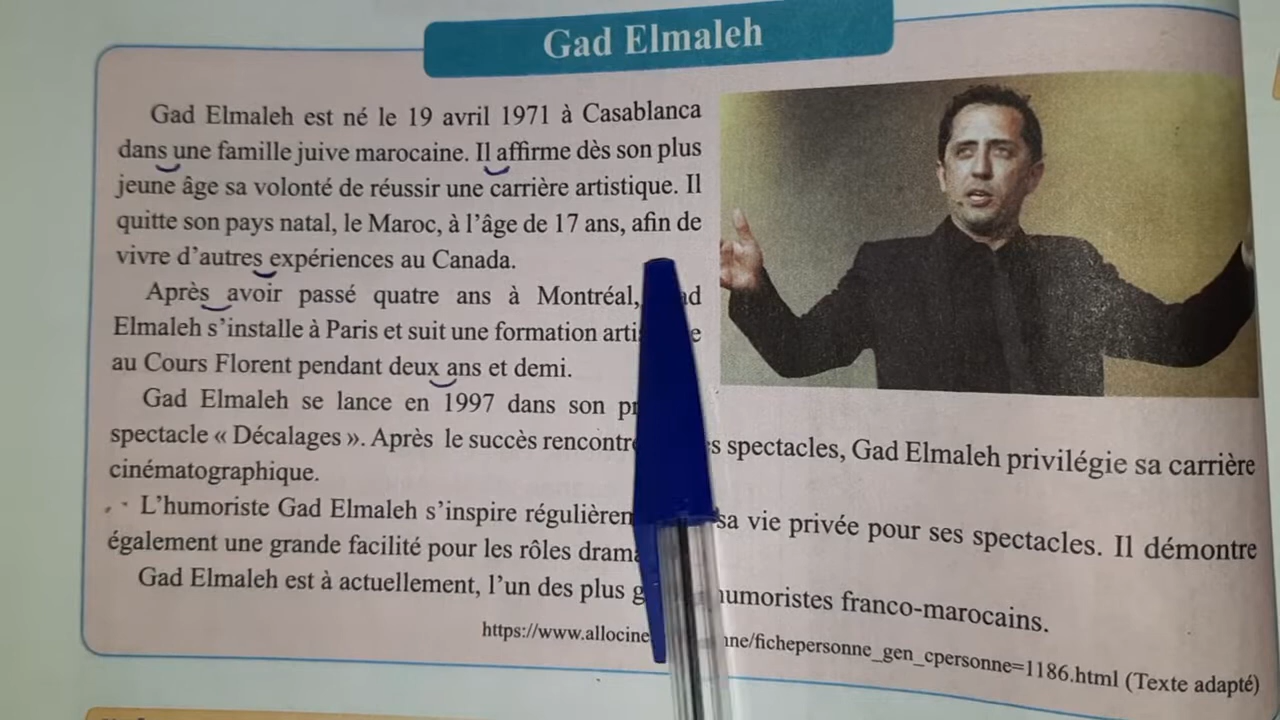 Gad Elmaleh
Gad Elmaleh est né le 19 avril 1971 à Casablanca
dans une famille juive marocaine. Il affirme dès son plus
jeune âge sa volonté de réussir une carrière artistique. Il
quitte son pays natal, le Maroc, à l'âge de 17 ans, afin de
vivre d'autres expériences au Canada.
Après avoir passé quatre ans à Montréal,
Elmaleh s'installe à Paris et suit une formation
au Cours Florent pendant deux ans et demi.
Gad Elmaleh se lance en 1997 dans son
spectacle « Décalages ». Après le succès spectacles, Gad Elmaleh privilégie sa carrière
cinématographique.
L'humoriste Gad Elmaleh s'inspire sa vie privée pour ses spectacles. Il démontre
également une grande facilité pour les rôles
Gad Elmaleh est à actuellement, l'un des plus humoristes franco-marocains.
https://www.allocine nne/fichepersonne_gen_cpersonne=1186.html (Texte adapté)